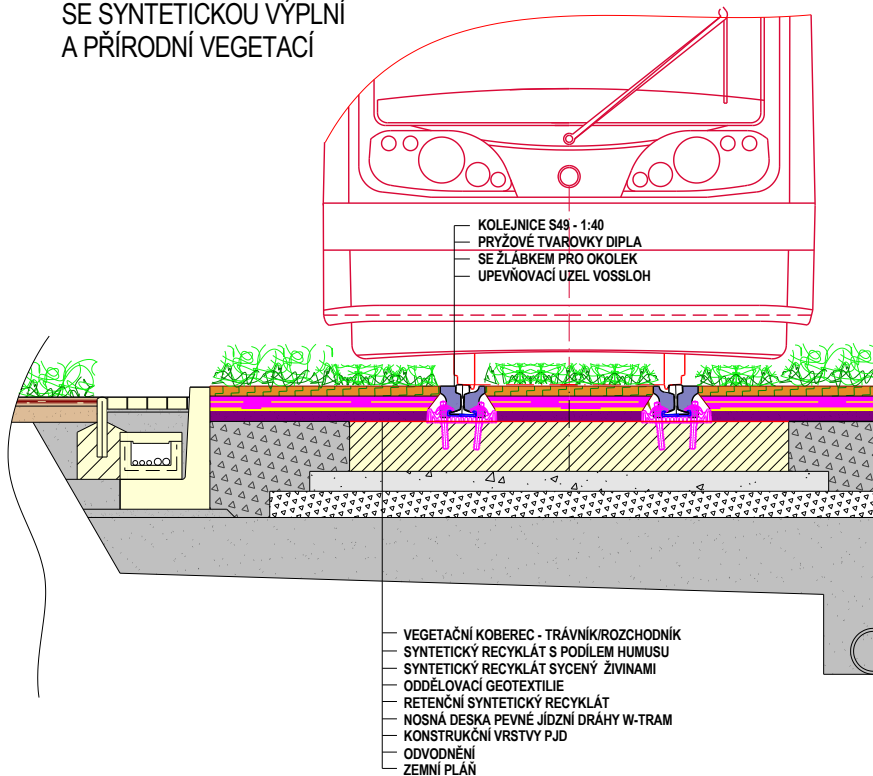 SE SYNTETICKOU VÝPLNÍ
A PŘÍRODNÍ VEGETACÍ
KOLEJNICE S49 - 1:40
PRYŽOVÉ TVAROVKY DIPLA
SE ŽLÁBKEM PRO OKOLEK
UPEVŇOVACÍ UZEL VOSSLOH
VEGETAČNÍ KOBEREC - TRÁVNÍK/ROZCHODNÍK
SYNTETICKÝ RECYKLÁT S PODÍLEM HUMUSU
SYNTETICKÝ RECYKLÁT SYCENÝ ŽIVINAMI
ODDĚLOVACÍ GEOTEXTILIE
RETENČNÍ SYNTETICKÝ RECYKLÁT
NOSNÁ DESKA PEVNÉ JÍZDNÍ DRÁHY W-TRAM
KONSTRUKČNÍ VRSTVY PJD
ODVODNĚNÍ
ZEMNÍ PLÁŇ